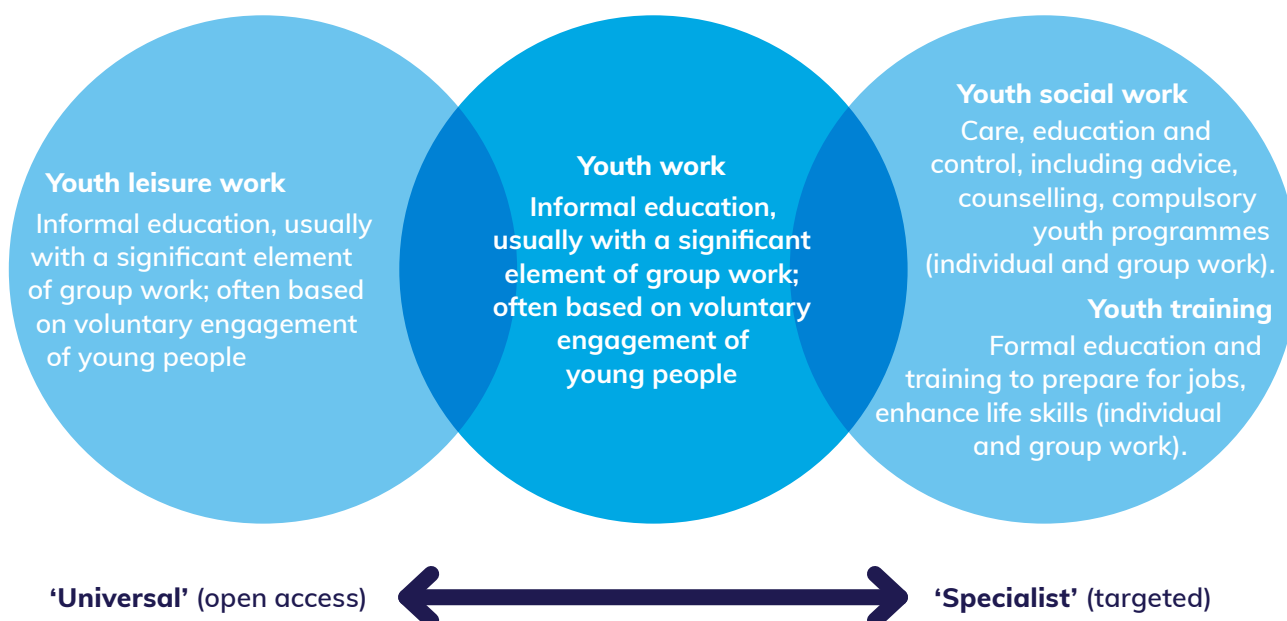 Youth leisure work
Informal education, usually
with a significant element
of group work; often based
on voluntary engagement
of young people
Youth work
Informal education,
usually with a significant
element of group work;
often based on voluntary
engagement of
young people
Youth social work
Care, education and
control, including advice,
counselling, compulsory
youth programmes
(individual and group work).
Youth training
Formal education and
training to prepare for jobs,
enhance life skills (individual
and group work).
‘Universal’ (open access)
‘Specialist’ (targeted)